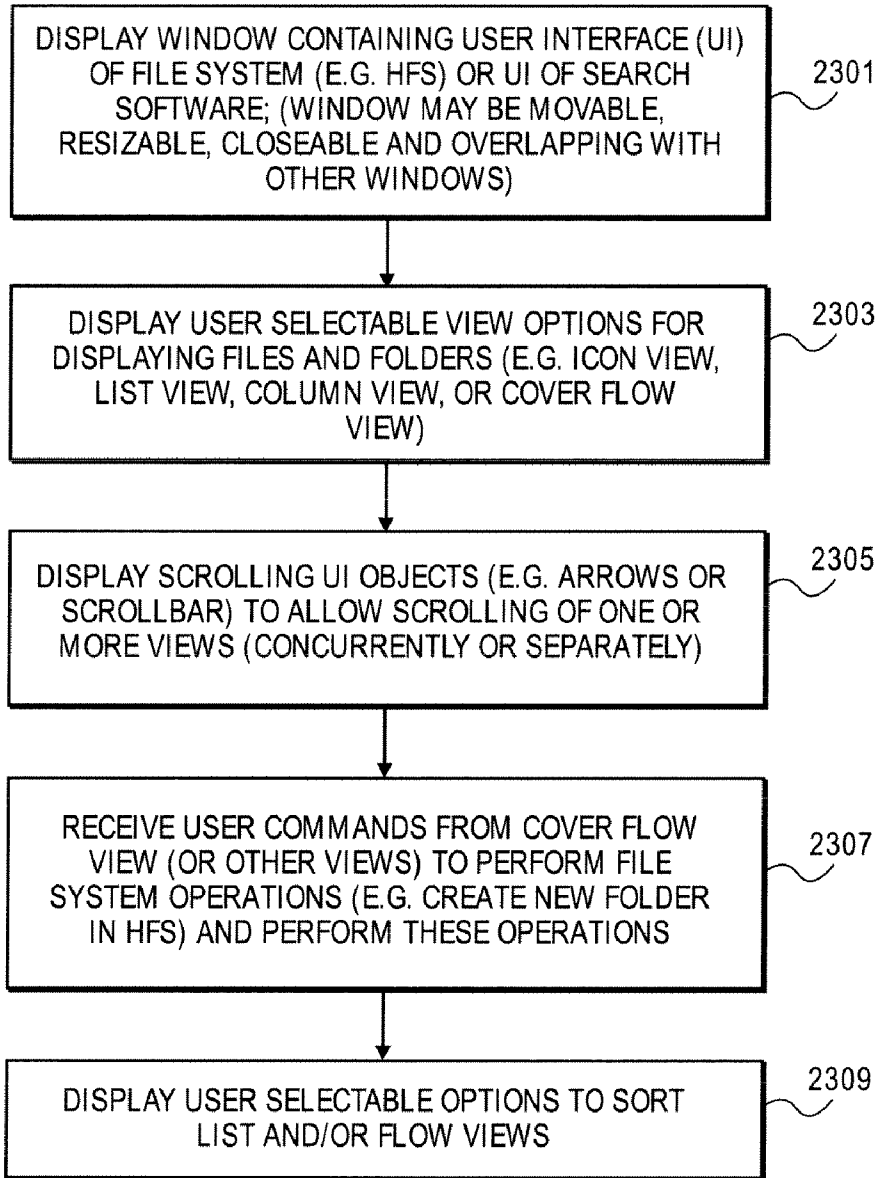 DISPLAY WINDOW CONTAINING USER INTERFACE (UI)
OF FILE SYSTEM (E.G. HFS) OR UI OF SEARCH
SOFTWARE; (WINDOW MAY BE MOVABLE,
RESIZABLE, CLOSEABLE AND OVERLAPPING WITH
OTHER WINDOWS)
2301
DISPLAY USER SELECTABLE VIEW OPTIONS FOR
DISPLAYING FILES AND FOLDERS (E.G. ICON VIEW,
LIST VIEW, COLUMN VIEW, OR COVER FLOW
VIEW)
2303
DISPLAY SCROLLING UI OBJECTS (E.G. ARROWS OR
SCROLLBAR) TO ALLOW SCROLLING OF ONE OR
MORE VIEWS (CONCURRENTLY OR SEPARATELY)
2305
RECEIVE USER COMMANDS FROM COVER FLOW
VIEW (OR OTHER VIEWS) TO PERFORM FILE
SYSTEM OPERATIONS (E.G. CREATE NEW FOLDER
IN HFS) AND PERFORM THESE OPERATIONS
2307
DISPLAY USER SELECTABLE OPTIONS TO SORT
LIST AND/OR FLOW VIEWS
2309